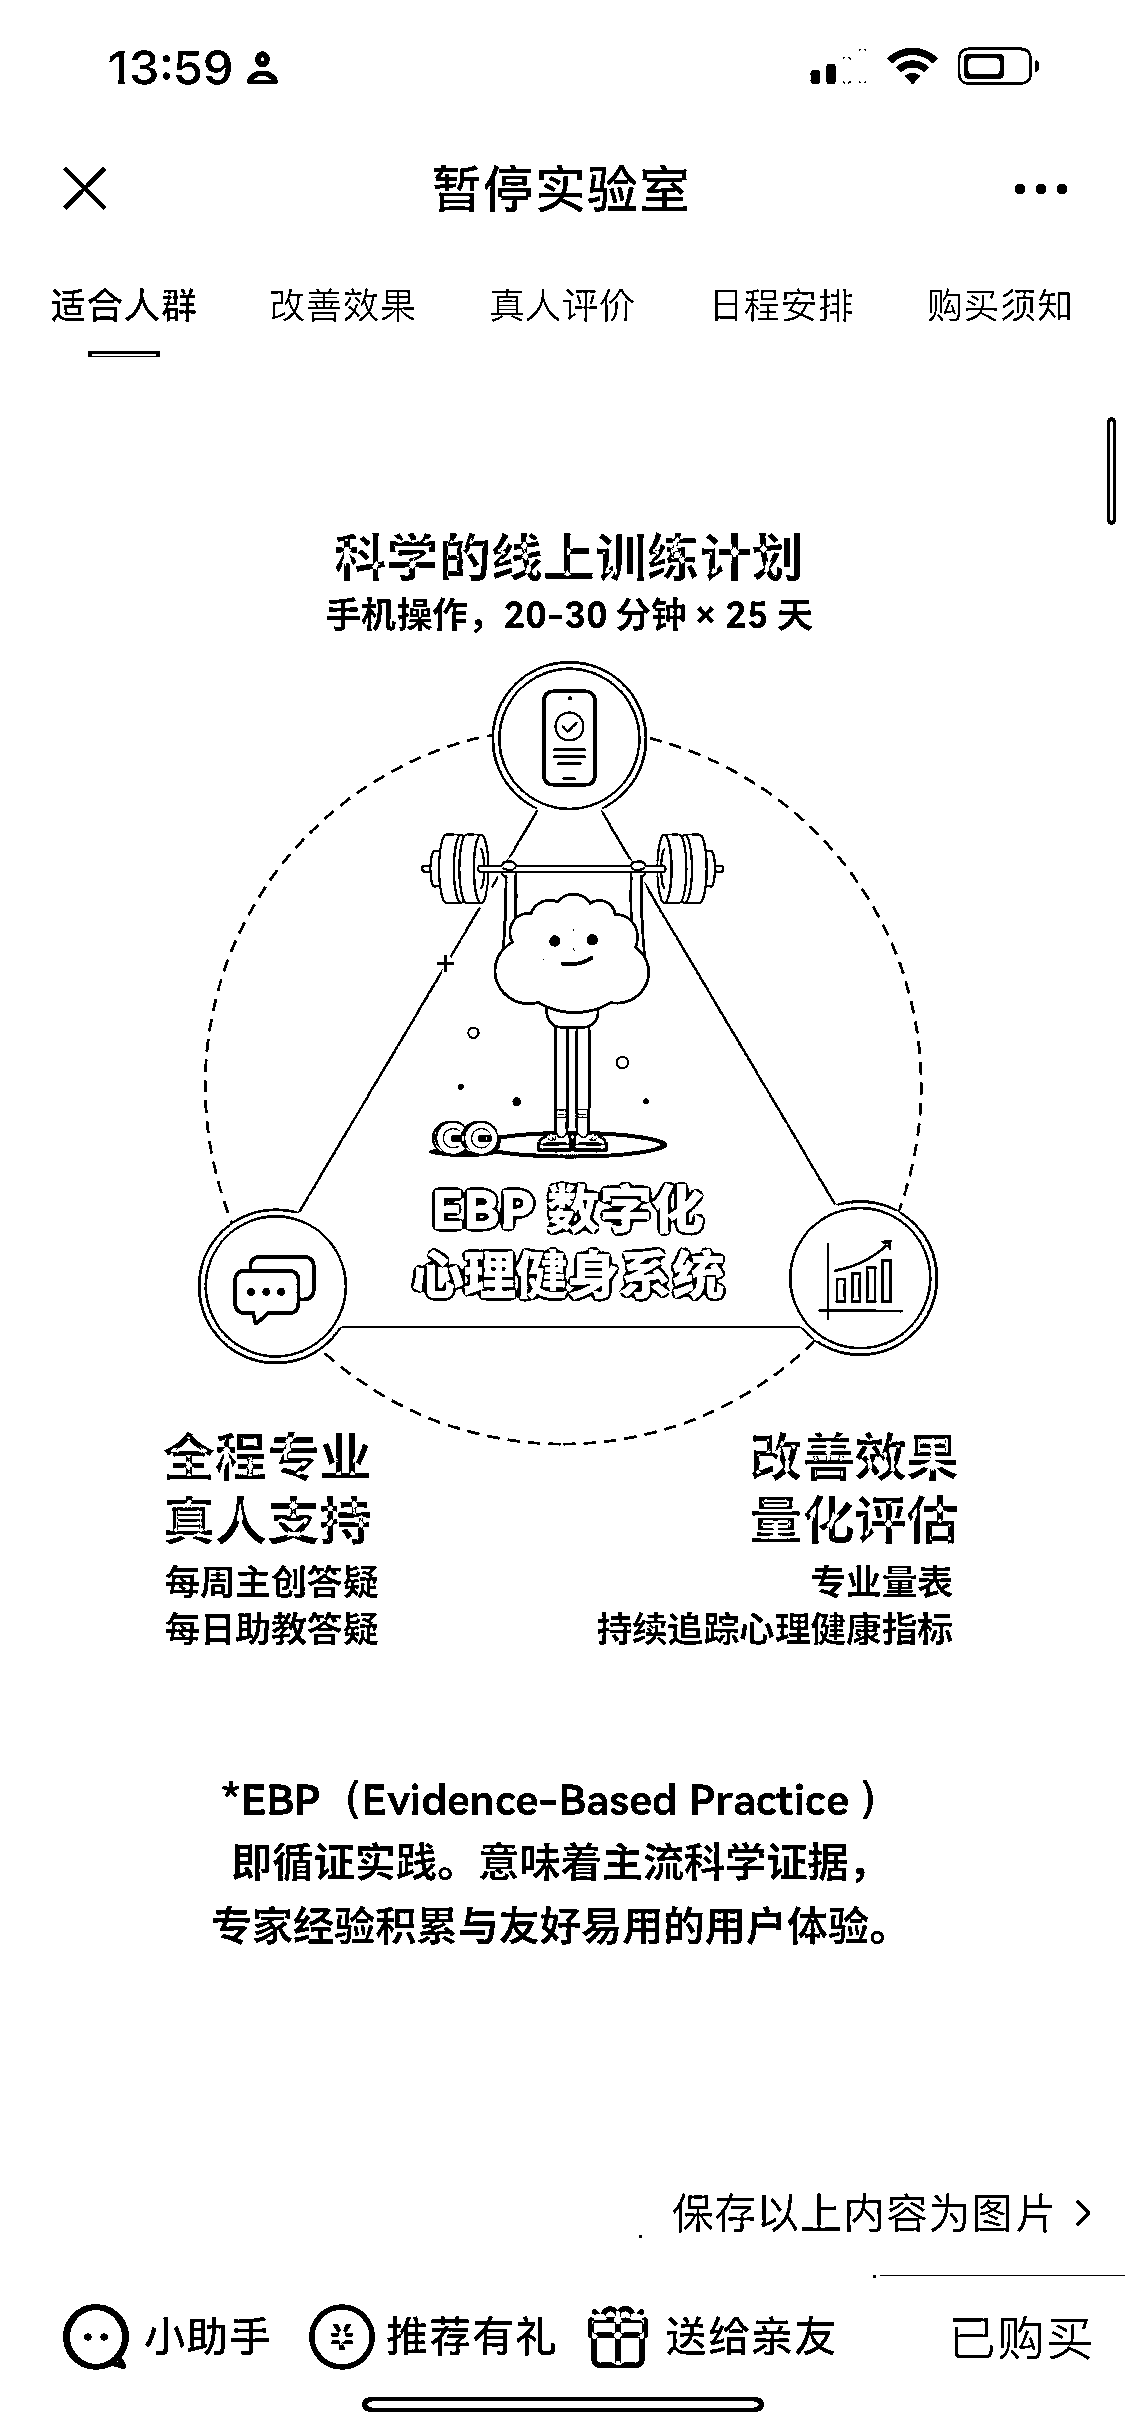 13:59
暂停实验室
适合人群 改善效果 真人评价 日程安排 购买须知
科学的线上训练计划
手机操作，20-30 分钟 × 25 天
EBP 数字化
心理健身系统
全程专业
真人支持
每周主创答疑
每日助教答疑
改善效果
量化评估
专业量表
持续追踪心理健康指标
*EBP（Evidence-Based Practice ）
即循证实践。意味着主流科学证据，
专家经验积累与友好易用的用户体验。
保存以上内容为图片 >
小助手 推荐有礼 送给亲友 已购买